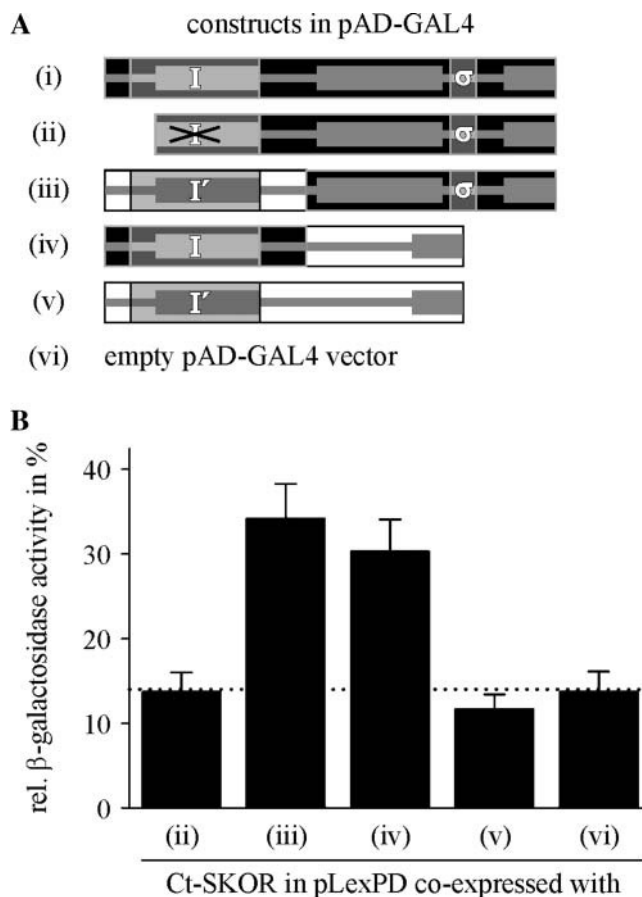 A
constructs in pAD-GAL4
(i) I σ
(ii) I σ
(iii) I′ σ
(iv) I
(v) I′
(vi) empty pAD-GAL4 vector
B
rel. β-galactosidase activity in %
40
30
20
10
0
(ii) (iii) (iv) (v) (vi)
Ct-SKOR in pLexPD co-expressed with